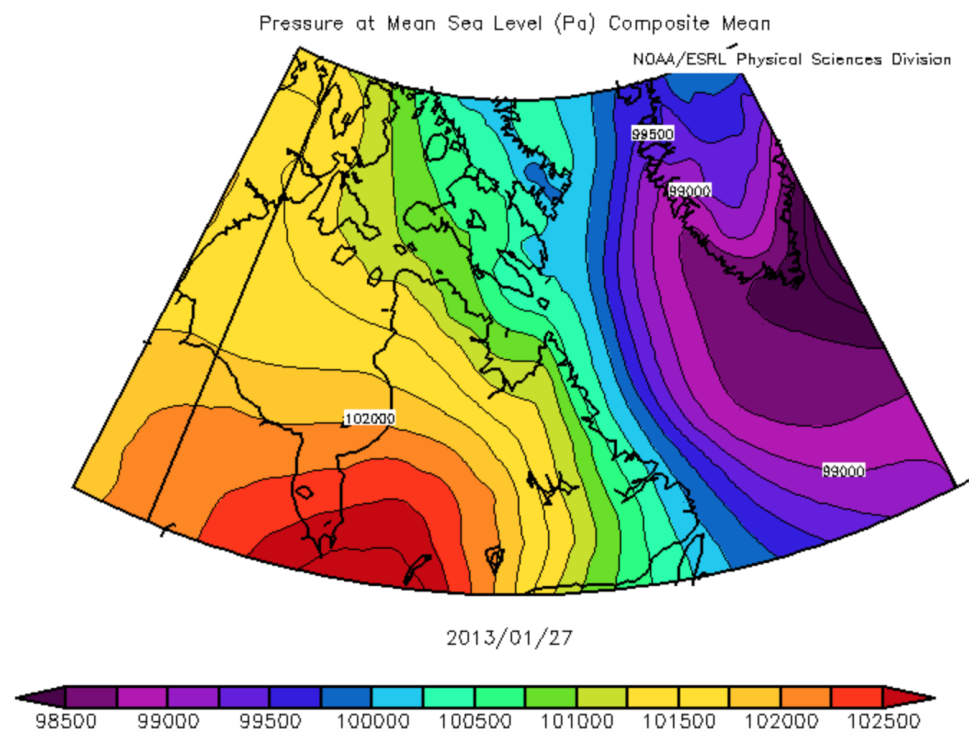 Pressure at Mean Sea Level (Pa) Composite Mean
NOAA/ESRL Physical Sciences Division
99500
99000
102000
99000
2013/01/27
98500 99000 99500 100000 100500 101000 101500 102000 102500